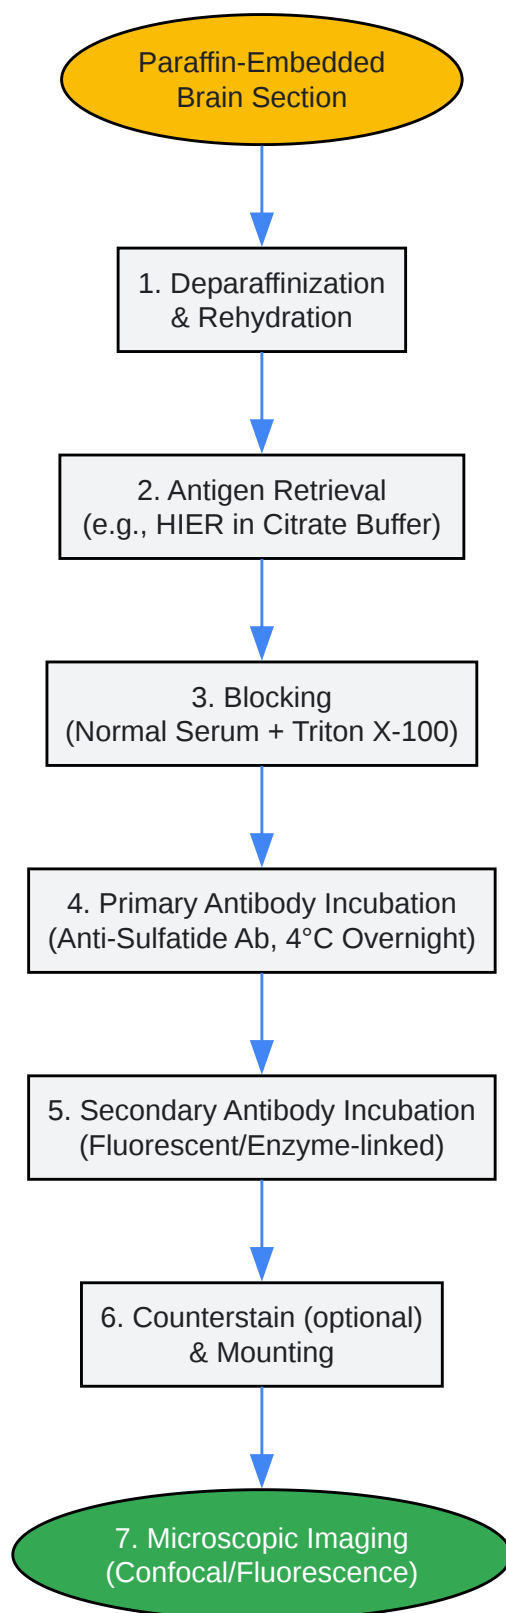 Paraffin-Embedded
Brain Section
1. Deparaffinization
& Rehydration
2. Antigen Retrieval
(e.g., HIER in Citrate Buffer)
3. Blocking
(Normal Serum + Triton X-100)
4. Primary Antibody Incubation
(Anti-Sulfatide Ab, 4°C Overnight)
5. Secondary Antibody Incubation
(Fluorescent/Enzyme-linked)
6. Counterstain (optional)
& Mounting
7. Microscopic Imaging
(Confocal/Fluorescence)